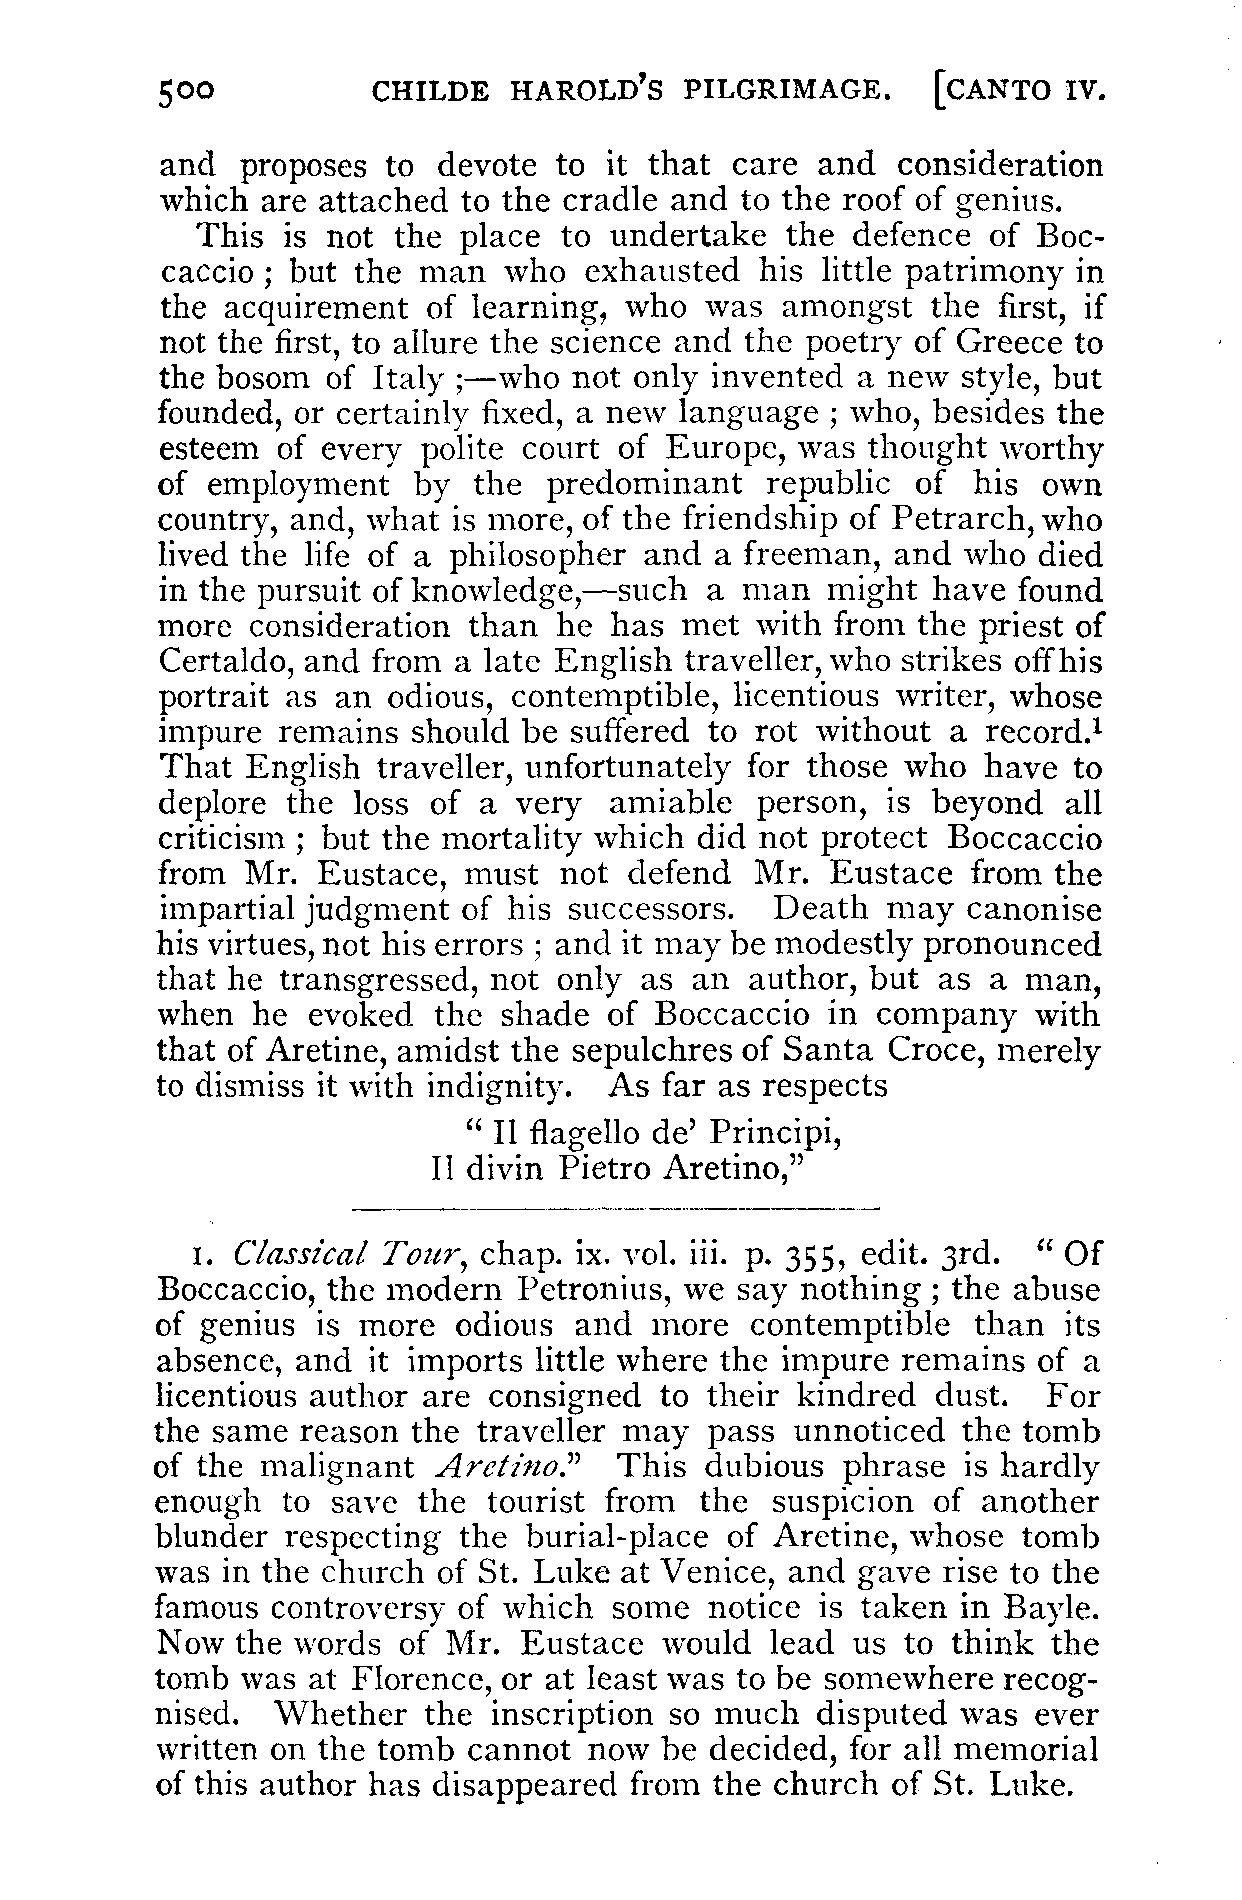 500 CHILDE HAROLD'S PILGRIMAGE. [CANTO IV.
and proposes to devote to it that care and consideration
which are attached to the cradle and to the roof of genius.
This is not the place to undertake the defence of Boc-
caccio ; but the man who exhausted his little patrimony in
the acquirement of learning, who was amongst the first, if
not the first, to allure the science and the poetry of Greece to
the bosom of Italy ;—who not only invented a new style, but
founded, or certainly fixed, a new language ; who, besides the
esteem of every polite court of Europe, was thought worthy
of employment by the predominant republic of his own
country, and, what is more, of the friendship of Petrarch, who
lived the life of a philosopher and a freeman, and who died
in the pursuit of knowledge,—such a man might have found
more consideration than he has met with from the priest of
Certaldo, and from a late English traveller, who strikes off his
portrait as an odious, contemptible, licentious writer, whose
impure remains should be suffered to rot without a record.¹
That English traveller, unfortunately for those who have to
deplore the loss of a very amiable person, is beyond all
criticism ; but the mortality which did not protect Boccaccio
from Mr. Eustace, must not defend Mr. Eustace from the
impartial judgment of his successors. Death may canonise
his virtues, not his errors ; and it may be modestly pronounced
that he transgressed, not only as an author, but as a man,
when he evoked the shade of Boccaccio in company with
that of Aretine, amidst the sepulchres of Santa Croce, merely
to dismiss it with indignity. As far as respects
“ Il flagello de’ Principi,
Il divin Pietro Aretino,”
1. Classical Tour, chap. ix. vol. iii. p. 355, edit. 3rd. “ Of
Boccaccio, the modern Petronius, we say nothing ; the abuse
of genius is more odious and more contemptible than its
absence, and it imports little where the impure remains of a
licentious author are consigned to their kindred dust. For
the same reason the traveller may pass unnoticed the tomb
of the malignant Aretino.” This dubious phrase is hardly
enough to save the tourist from the suspicion of another
blunder respecting the burial-place of Aretine, whose tomb
was in the church of St. Luke at Venice, and gave rise to the
famous controversy of which some notice is taken in Bayle.
Now the words of Mr. Eustace would lead us to think the
tomb was at Florence, or at least was to be somewhere recog-
nised. Whether the inscription so much disputed was ever
written on the tomb cannot now be decided, for all memorial
of this author has disappeared from the church of St. Luke.